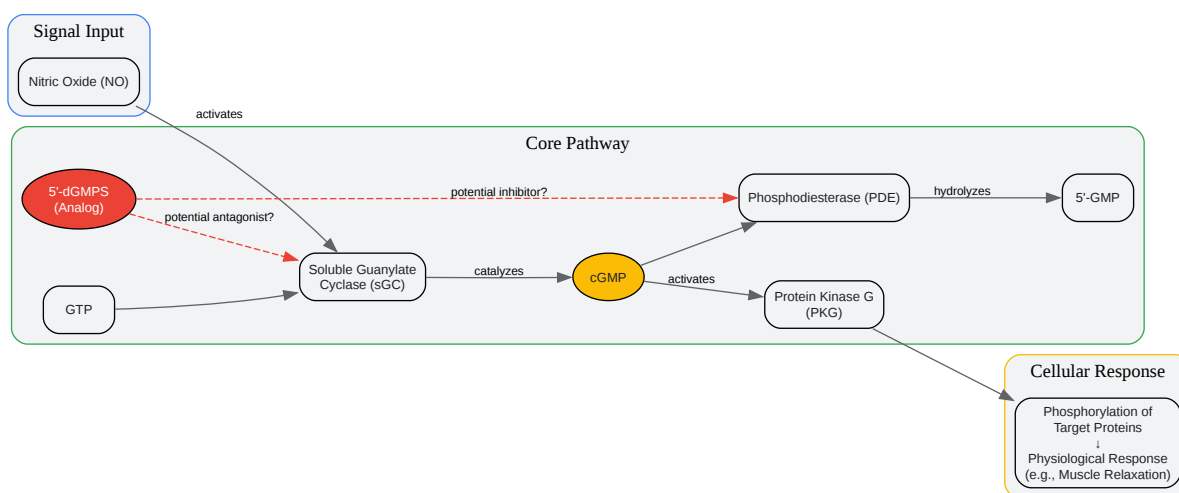 Signal Input
Nitric Oxide (NO)
activates
Core Pathway
5'-dGMPS
(Analog)
potential inhibitor?
potential antagonist?
Phosphodiesterase (PDE)
hydrolyzes
5'-GMP
Soluble Guanylate
Cyclase (sGC)
catalyzes
cGMP
activates
GTP
Protein Kinase G
(PKG)
Cellular Response
Phosphorylation of
Target Proteins
↓
Physiological Response
(e.g., Muscle Relaxation)